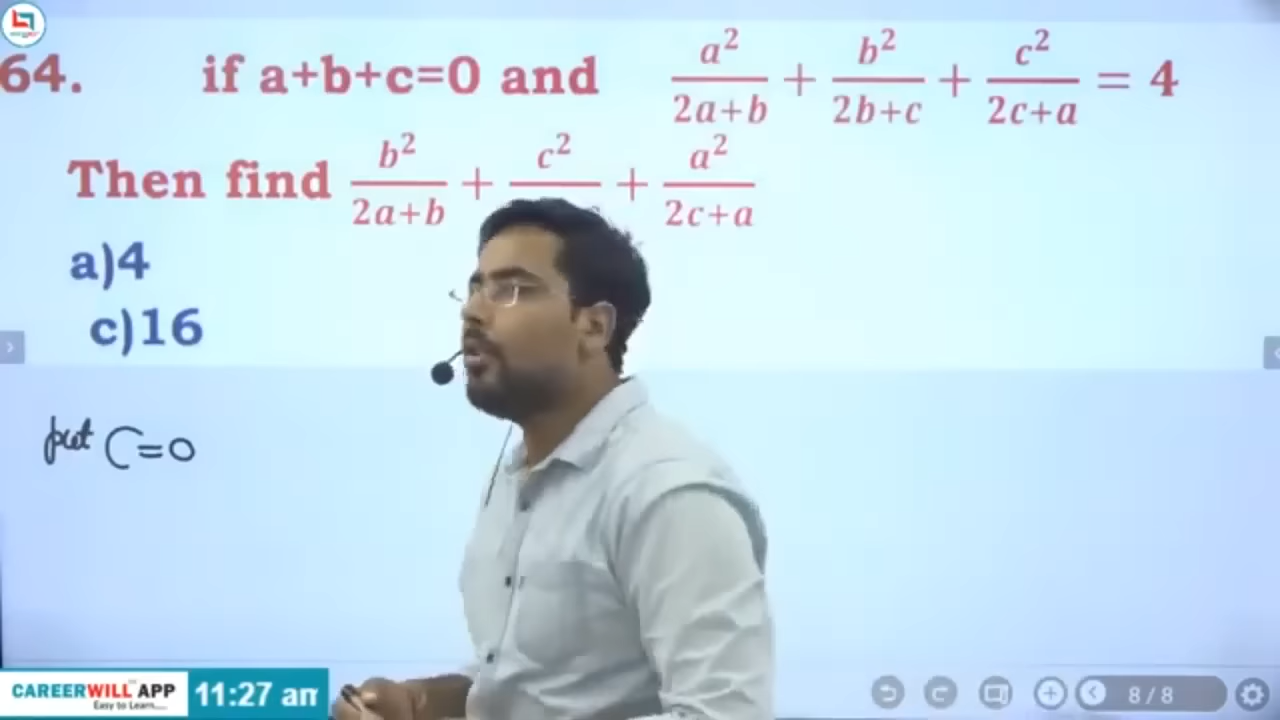 64. if a+b+c=0 and a²/2a+b + b²/2b+c + c²/2c+a = 4
Then find b²/2a+b + c² + a²/2c+a
a)4
c)16
put C=0
CAREERWILL APP
Easy to Learn.....
11:27 am
8 / 8